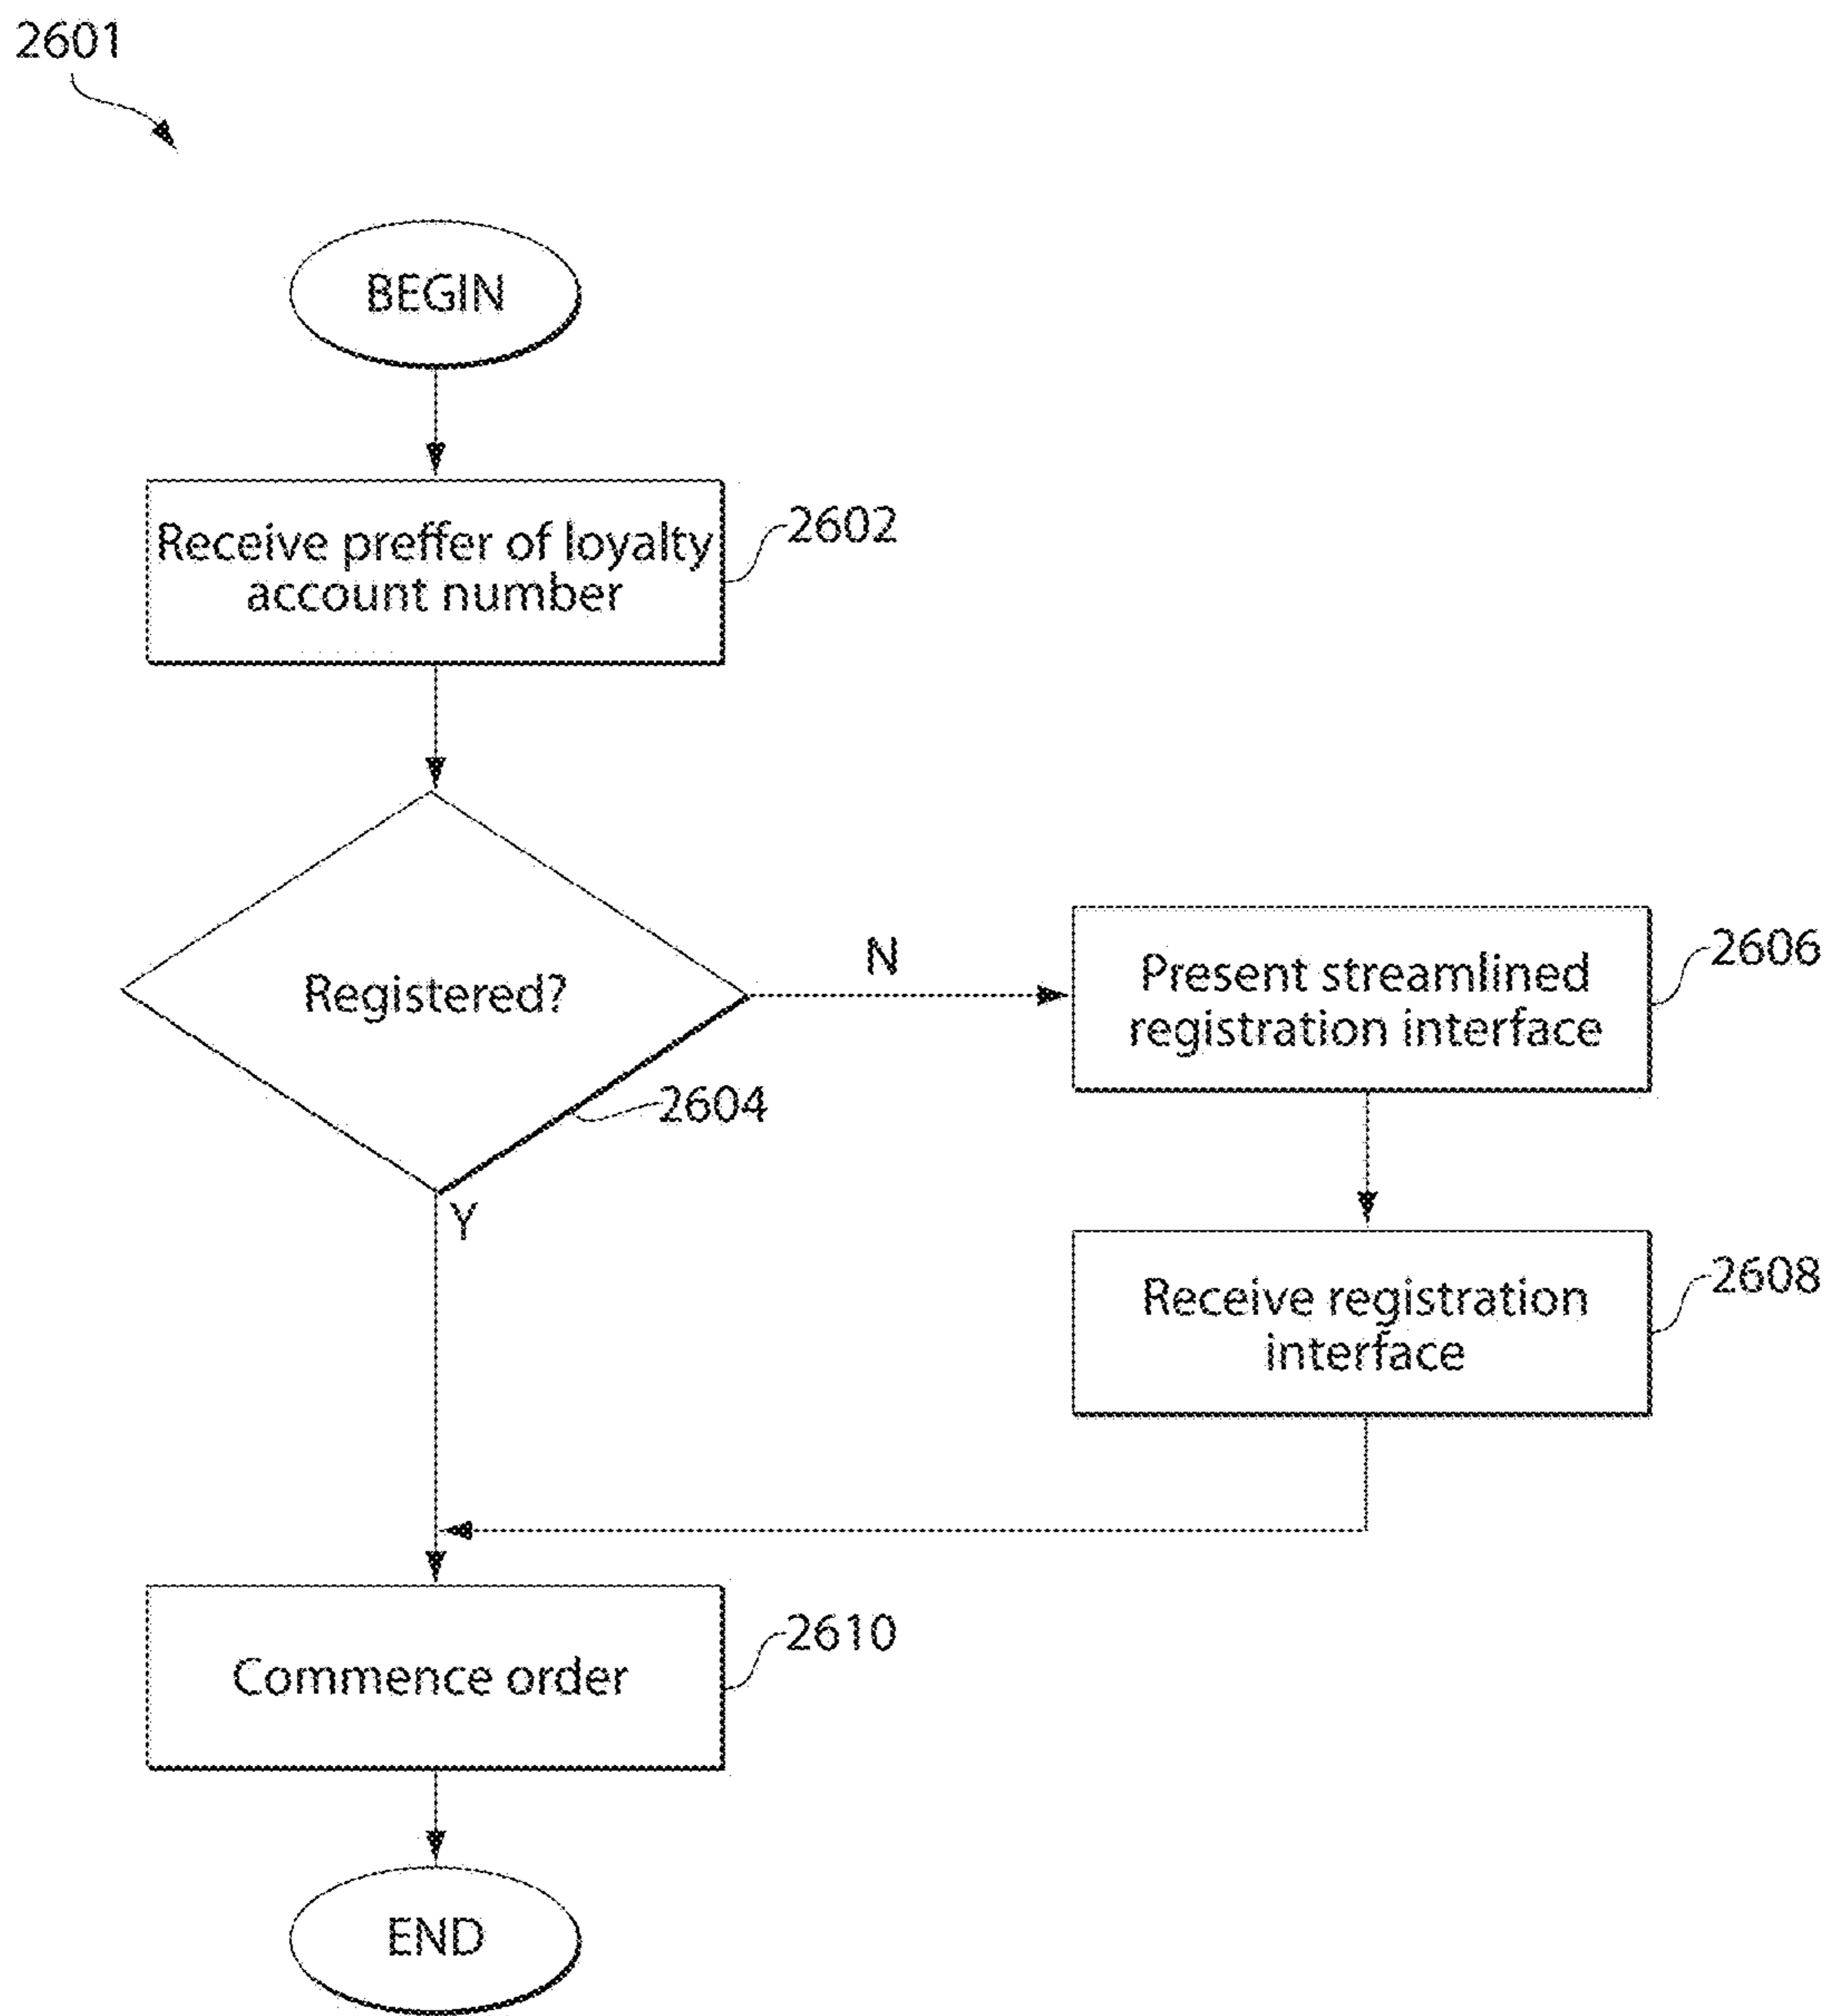 2601
BEGIN
Receive preffer of loyalty
account number
2602
Registered?
2604
N
Y
Present streamlined
registration interface
2606
Receive registration
interface
2608
Commence order
2610
END